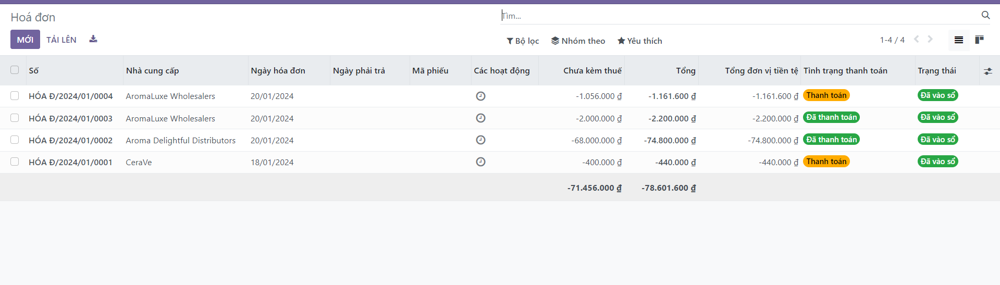 Hoá đơn
Tìm...
MỚI TẢI LÊN
Bộ lọc Nhóm theo Yêu thích 1-4 / 4
Số Nhà cung cấp Ngày hóa đơn Ngày phải trả Mã phiếu Các hoạt động Chưa kèm thuế Tổng Tổng đơn vị tiền tệ Tình trạng thanh toán Trạng thái
HÓA Đ/2024/01/0004 AromaLuxe Wholesalers 20/01/2024 -1.056.000 ₫ -1.161.600 ₫ -1.161.600 ₫ Thanh toán Đã vào sổ
HÓA Đ/2024/01/0003 AromaLuxe Wholesalers 20/01/2024 -2.000.000 ₫ -2.200.000 ₫ -2.200.000 ₫ Đã thanh toán Đã vào sổ
HÓA Đ/2024/01/0002 Aroma Delightful Distributors 20/01/2024 -68.000.000 ₫ -74.800.000 ₫ -74.800.000 ₫ Đã thanh toán Đã vào sổ
HÓA Đ/2024/01/0001 CeraVe 18/01/2024 -400.000 ₫ -440.000 ₫ -440.000 ₫ Thanh toán Đã vào sổ
-71.456.000 ₫ -78.601.600 ₫